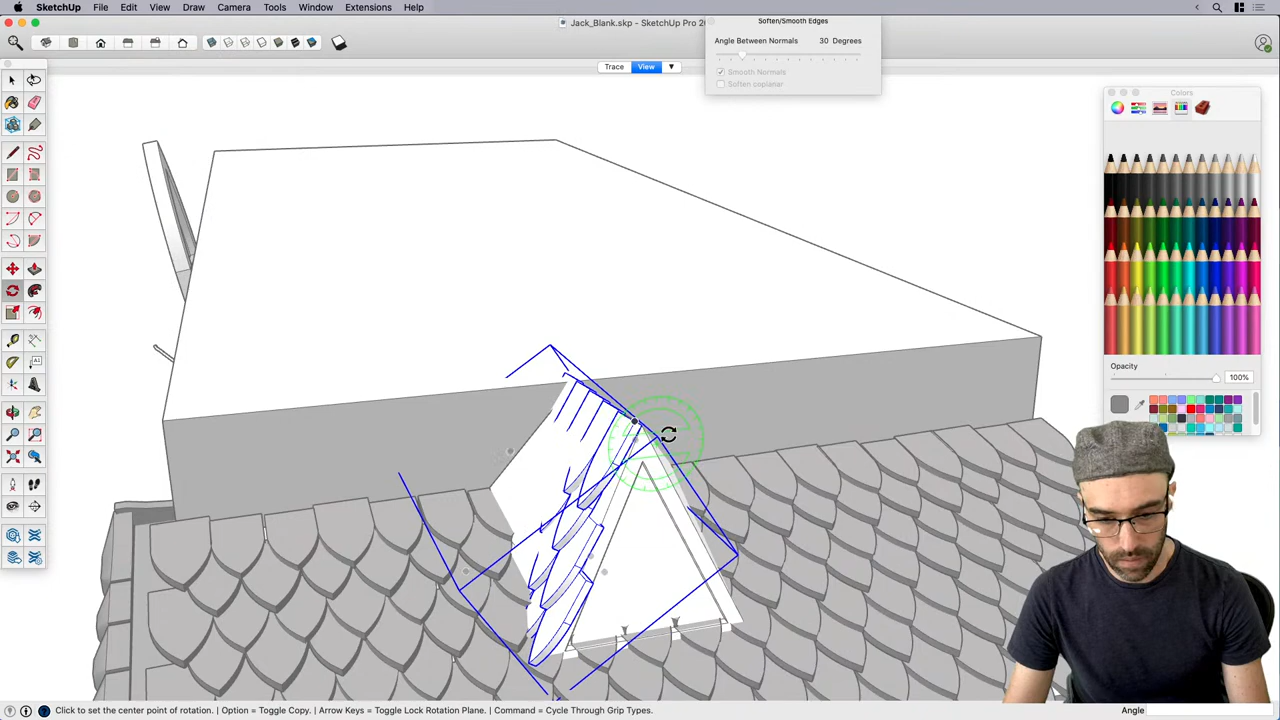 SketchUp File Edit View Draw Camera Tools Window Extensions Help
Jack_Blank.skp - SketchUp Pro 20
Soften/Smooth Edges
Angle Between Normals 30 Degrees
Smooth Normals
Soften coplanar
Trace View
Colors
Opacity
100%
Click to set the center point of rotation. | Option = Toggle Copy. | Arrow Keys = Toggle Lock Rotation Plane. | Command = Cycle Through Grip Types.
Angle